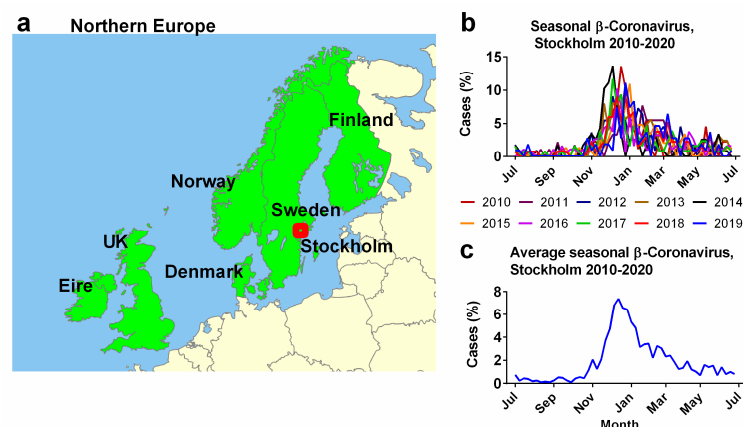 a
Northern Europe
Finland
Norway
Sweden
Stockholm
UK
Denmark
Eire
b
Seasonal β-Coronavirus,
Stockholm 2010-2020
Cases (%)
15
10
5
0
Jul Sep Nov Jan Mar May Jul
2010 2011 2012 2013 2014
2015 2016 2017 2018 2019
c
Average seasonal β-Coronavirus,
Stockholm 2010-2020
Cases (%)
8
6
4
2
0
Jul Sep Nov Jan Mar May Jul
Month